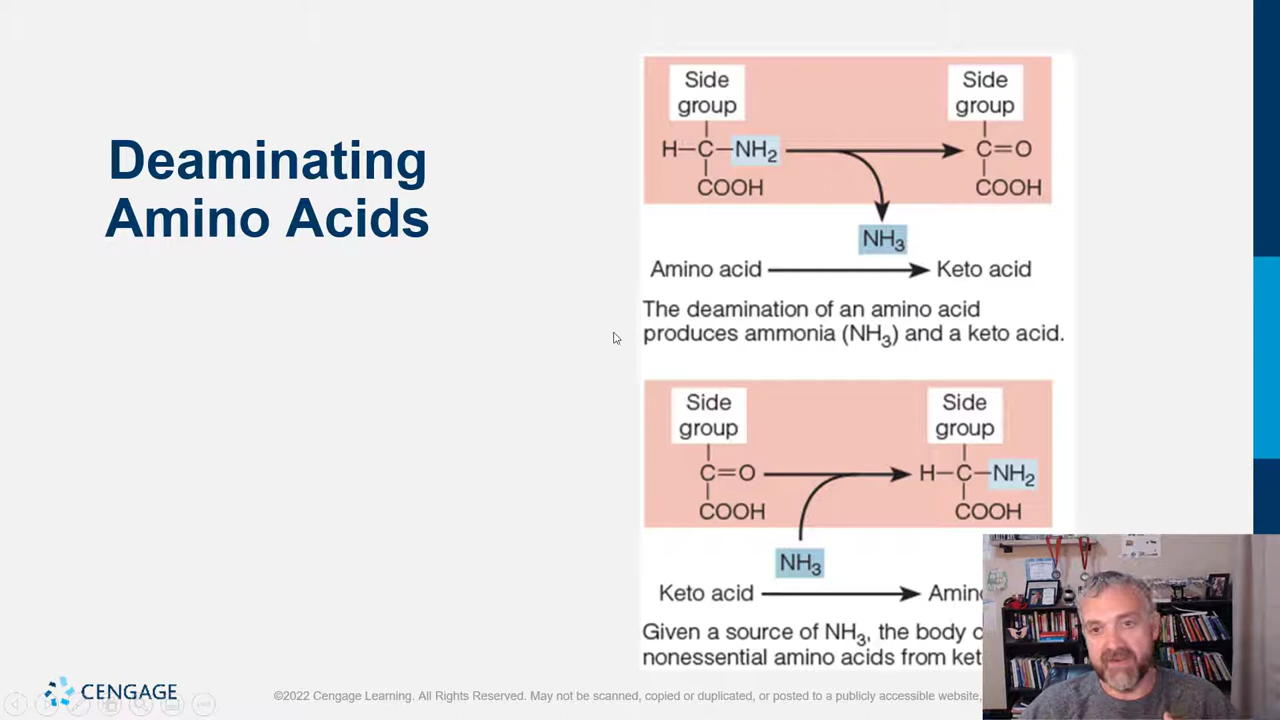 Deaminating
Amino Acids
Side
group
H–C–NH₂
COOH
Side
group
C=O
COOH
NH₃
Amino acid
Keto acid
The deamination of an amino acid
produces ammonia (NH₃) and a keto acid.
Side
group
C=O
COOH
Side
group
H–C–NH₂
COOH
NH₃
Keto acid
Given a source of NH₃, the body
nonessential amino acids from
CENGAGE
©2022 Cengage Learning. All Rights Reserved. May not be scanned, copied or duplicated, or posted to a publicly accessible website,